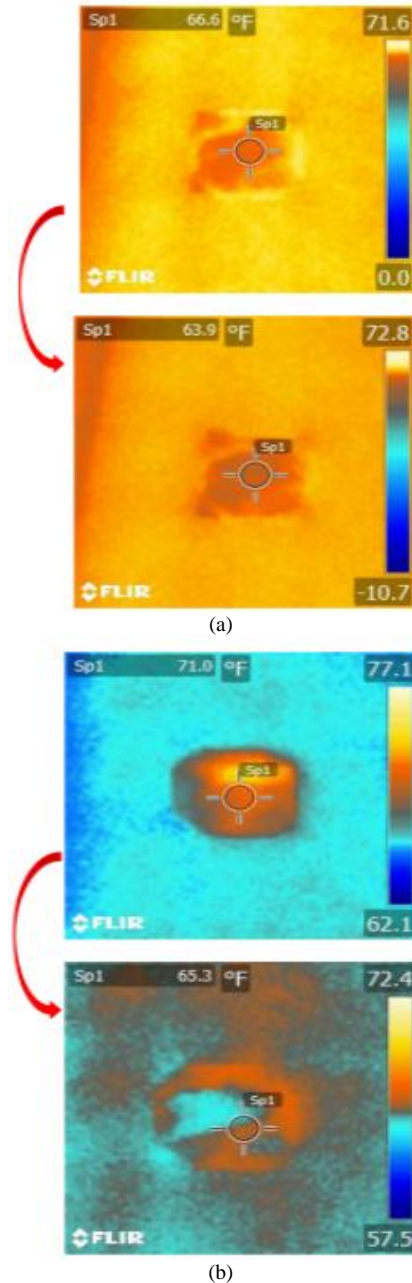 Sp1 66.6 °F 71.6
Sp1
FLIR 0.0
Sp1 63.9 °F 72.8
Sp1
FLIR -10.7
(a)
Sp1 71.0 °F 77.1
Sp1
FLIR 62.1
Sp1 65.3 °F 72.4
Sp1
FLIR 57.5
(b)